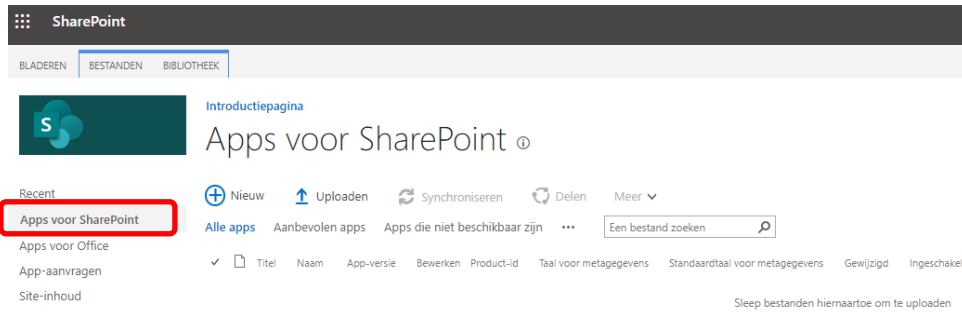 SharePoint
BLADEREN BESTANDEN BIBLIOTHEEK
S
Introductiepagina
Apps voor SharePoint
Recent
Apps voor SharePoint
Apps voor Office
App-aanvragen
Site-inhoud
Nieuw Uploaden Synchroniseren Delen Meer
Alle apps Aanbevolen apps Apps die niet beschikbaar zijn ••• Een bestand zoeken
Titel Naam App-versie Bewerken Product-id Taal voor metagegevens Standaardtaal voor metagegevens Gewijzigd Ingeschakel
Sleep bestanden hiernaartoe om te uploaden